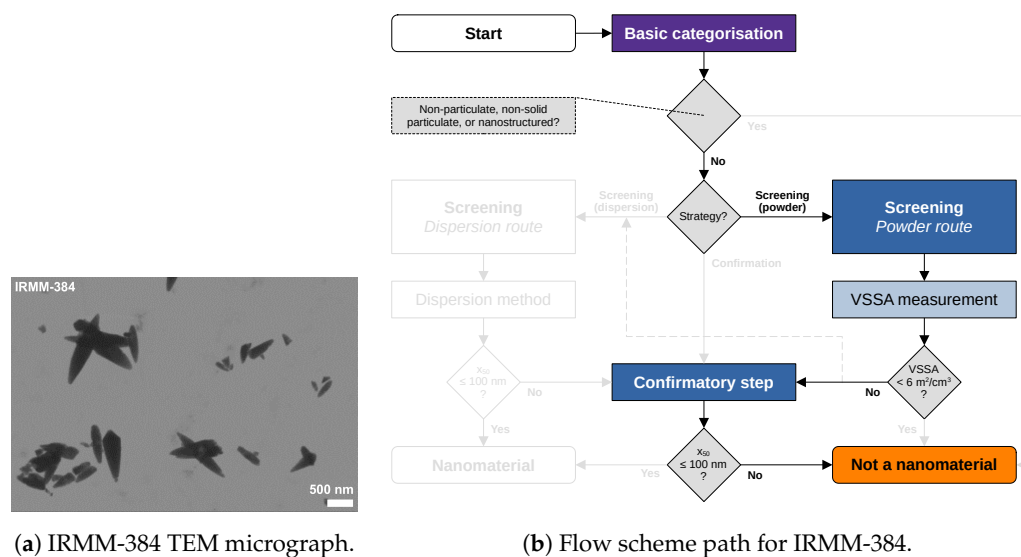 Start
Basic categorisation
Non-particulate, non-solid
particulate, or nanostructured?
Yes
No
Screening
(dispersion)
Screening
(powder)
Screening
Dispersion route
Strategy?
Screening
Powder route
Confirmation
IRMM-384
Dispersion method
VSSA measurement
x₅₀
≤ 100 nm
?
No
Confirmatory step
No
VSSA
< 6 m²/cm³
?
Yes
Yes
Nanomaterial
Yes
x₅₀
≤ 100 nm
?
No
Not a nanomaterial
500 nm
(a) IRMM-384 TEM micrograph.
(b) Flow scheme path for IRMM-384.